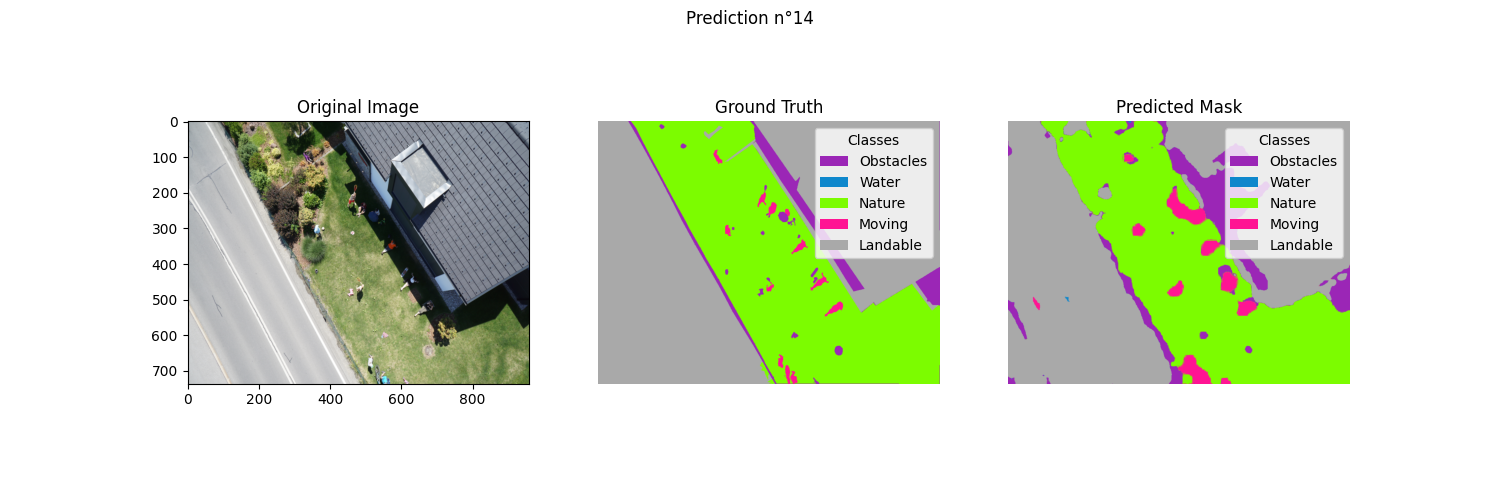 Prediction n°14
Original Image
Ground Truth
Predicted Mask
0
100
200
300
400
500
600
700
0
200
400
600
800
Classes
Obstacles
Water
Nature
Moving
Landable
Classes
Obstacles
Water
Nature
Moving
Landable